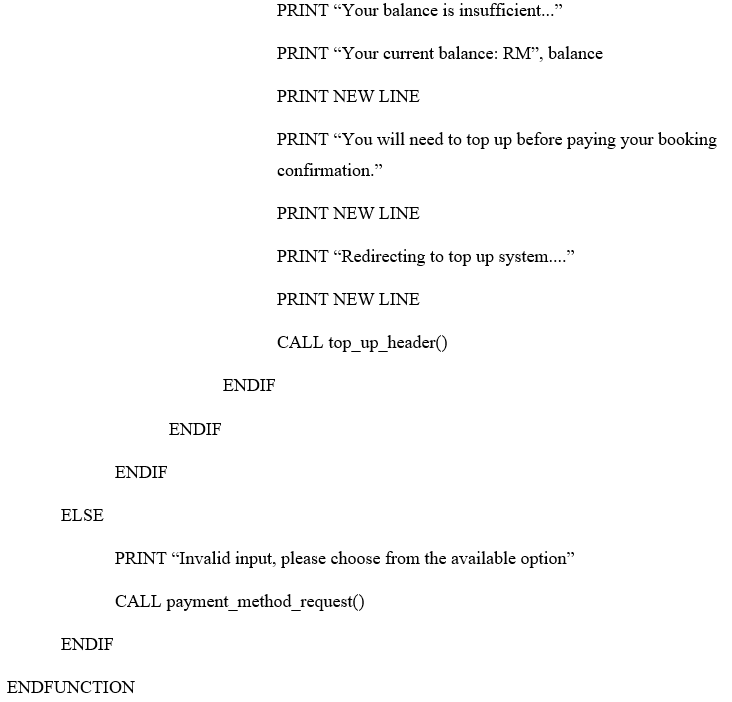 PRINT “Your balance is insufficient...”
PRINT “Your current balance: RM”, balance
PRINT NEW LINE
PRINT “You will need to top up before paying your booking
confirmation.”
PRINT NEW LINE
PRINT “Redirecting to top up system....”
PRINT NEW LINE
CALL top_up_header()
ENDIF
ENDIF
ENDIF
ELSE
PRINT “Invalid input, please choose from the available option”
CALL payment_method_request()
ENDIF
ENDFUNCTION